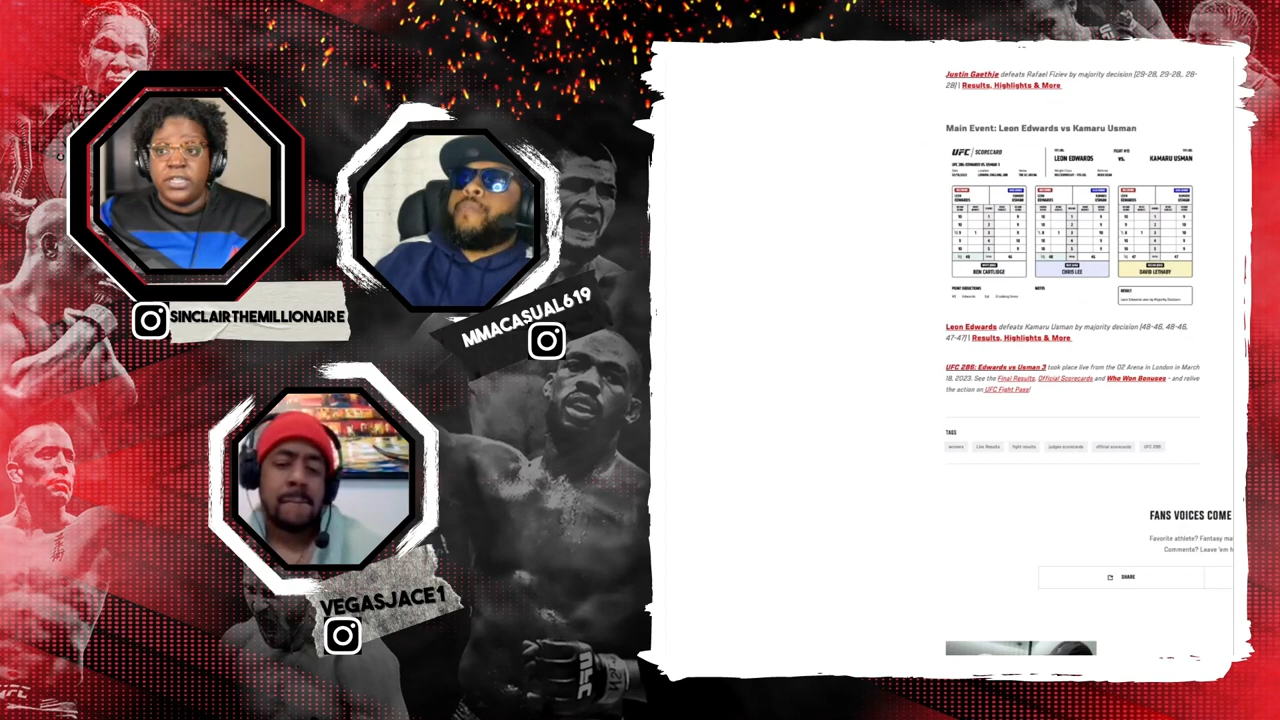 SINCLAIRTHEMILLIONAIRE
MMACASUAL619
VEGASJACE1
Justin Gaethje defeats Rafael Fiziev by majority decision (29-28, 29-28, 28-
28) | Results, Highlights & More
Main Event: Leon Edwards vs Kamaru Usman
UFC SCORECARD
LEON EDWARDS
VS.
KAMARU USMAN
BEN CARTLIDGE
CHRIS LEE
DAVID LETHABY
POINT DEDUCTIONS
NOTES
RESULT
Leon Edwards defeats Kamaru Usman by majority decision (48-46, 48-46,
47-47) | Results, Highlights & More
UFC 286: Edwards vs Usman 3 took place live from the O2 Arena in London in March
18, 2023. See the Final Results, Official Scorecards and Who Won Bonuses - and relive
the action on UFC Fight Pass!
TAGS
winners
Live Results
fight results
judges scorecards
official scorecards
UFC 286
FANS VOICES COME
Favorite athlete? Fantasy ma
Comments? Leave 'em h
SHARE
UFC
UFC